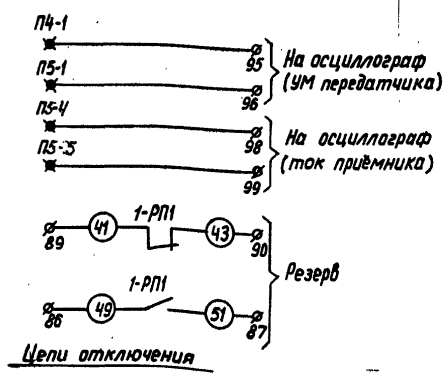 П4-1
95
П5-1
96
На осциллограф
(УМ передатчика)
П5-4
98
П5-5
99
На осциллограф
(ток приёмника)
1-РП1
89
41
43
90
1-РП1
86
49
51
87
Резерв
Цепи отключения